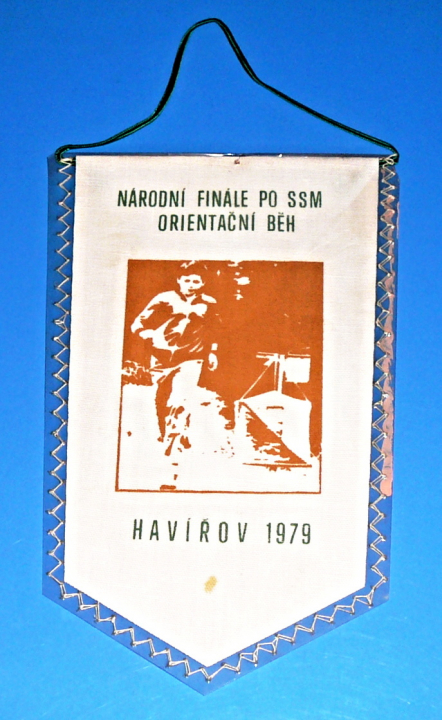 NÁRODNÍ FINÁLE PO SSM
ORIENTAČNÍ BĚH
HAVÍŘOV 1979